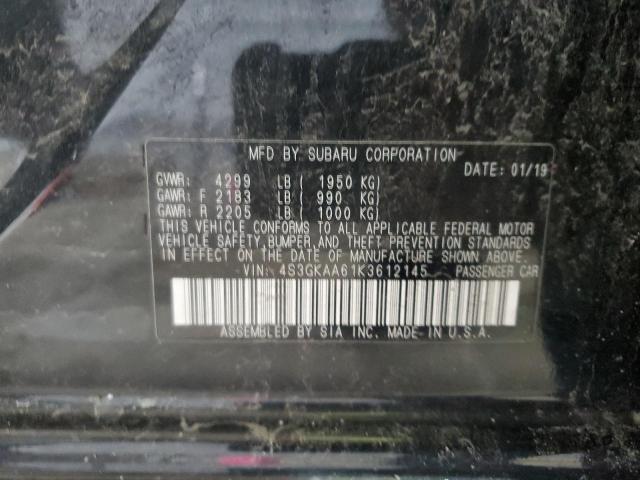 MFD BY SUBARU CORPORATION
DATE: 01/19
GVWR: 4299 LB ( 1950 KG)
GAWR: F 2183 LB ( 990 KG)
GAWR: R 2205 LB ( 1000 KG)
THIS VEHICLE CONFORMS TO ALL APPLICABLE FEDERAL MOTOR
VEHICLE SAFETY, BUMPER, AND THEFT PREVENTION STANDARDS
IN EFFECT ON THE DATE OF MANUFACTURE SHOWN ABOVE.
VIN: 4S3GKAA61K3612145 PASSENGER CAR
ASSEMBLED BY SIA INC. MADE IN U.S.A.